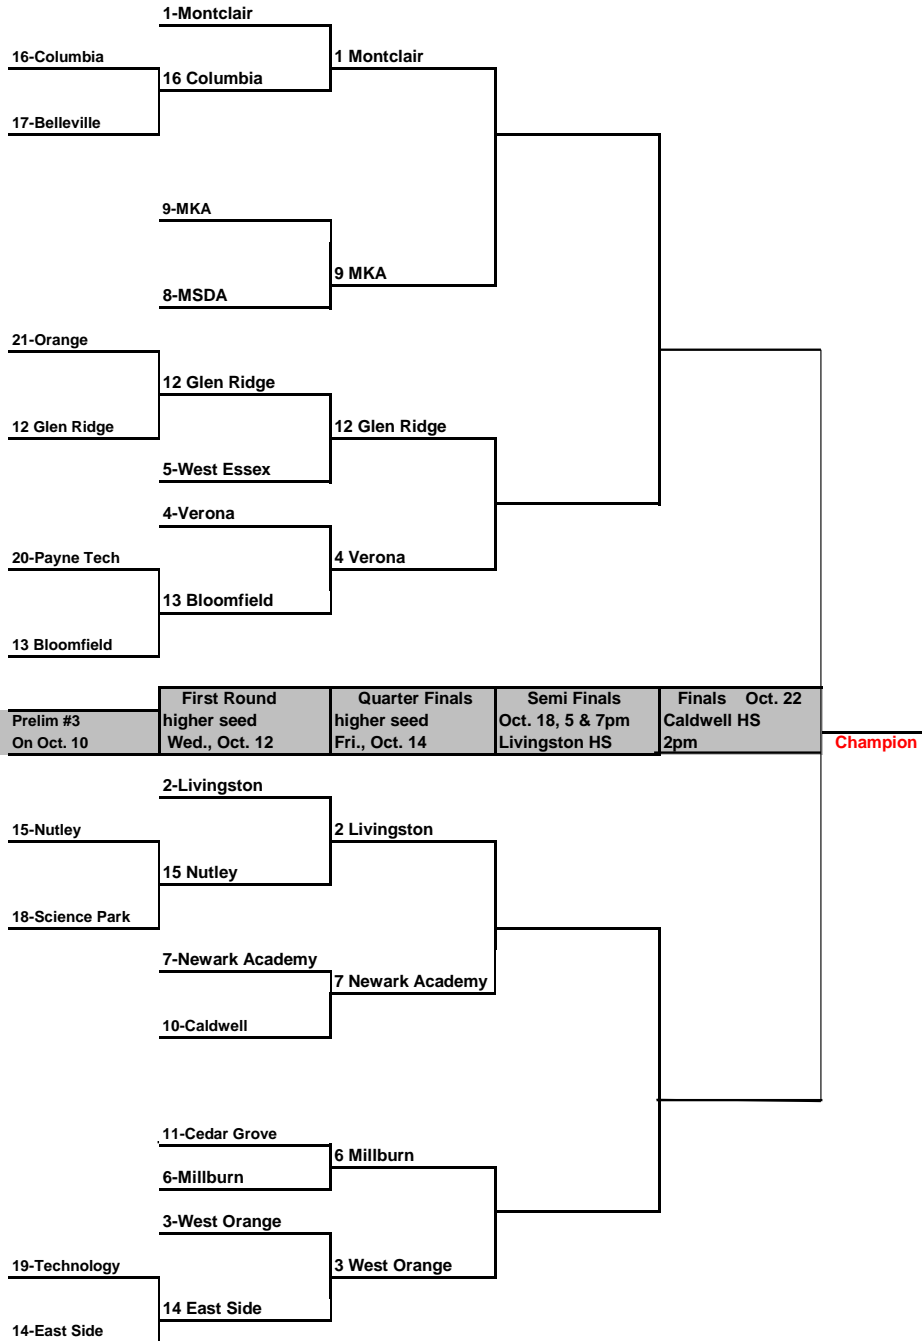 1-Montclair
16-Columbia
1 Montclair
16 Columbia
17-Belleville
9-MKA
9 MKA
8-MSDA
21-Orange
12 Glen Ridge
12 Glen Ridge
12 Glen Ridge
5-West Essex
4-Verona
20-Payne Tech
4 Verona
13 Bloomfield
13 Bloomfield
First Round Quarter Finals Semi Finals Finals Oct. 22
Prelim #3 higher seed higher seed Oct. 18, 5 & 7pm Caldwell HS
On Oct. 10 Wed., Oct. 12 Fri., Oct. 14 Livingston HS 2pm Champion
2-Livingston
15-Nutley
2 Livingston
15 Nutley
18-Science Park
7-Newark Academy
7 Newark Academy
10-Caldwell
11-Cedar Grove
6 Millburn
6-Millburn
3-West Orange
19-Technology
3 West Orange
14 East Side
14-East Side